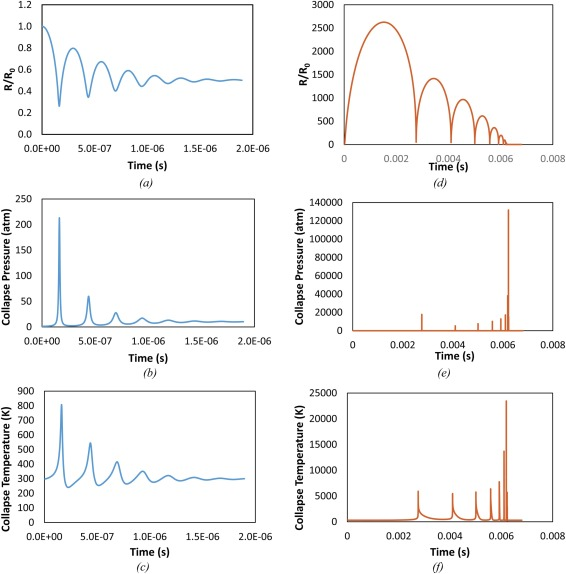 R/R0
1.2
1.0
0.8
0.6
0.4
0.2
0.0
0.0E+00 5.0E-07 1.0E-06 1.5E-06 2.0E-06
Time (s)
(a)
R/R0
3000
2500
2000
1500
1000
500
0
0 0.002 0.004 0.006 0.008
Time (s)
(d)
Collapse Pressure (atm)
250
200
150
100
50
0
0.0E+00 5.0E-07 1.0E-06 1.5E-06 2.0E-06
Time (s)
(b)
Collapse Pressure (atm)
140000
120000
100000
80000
60000
40000
20000
0
0 0.002 0.004 0.006 0.008
Time (s)
(e)
Collapse Temperature (K)
900
800
700
600
500
400
300
200
100
0
0.0E+00 5.0E-07 1.0E-06 1.5E-06 2.0E-06
Time (s)
(c)
Collapse Temperature (K)
25000
20000
15000
10000
5000
0
0 0.002 0.004 0.006 0.008
Time (s)
(f)